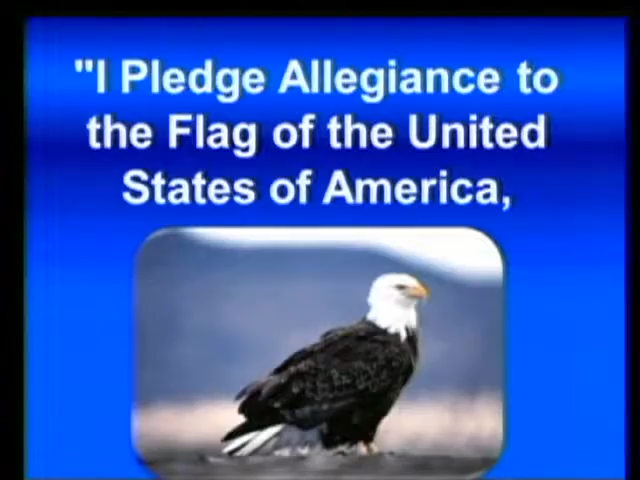 "I Pledge Allegiance to
the Flag of the United
States of America,